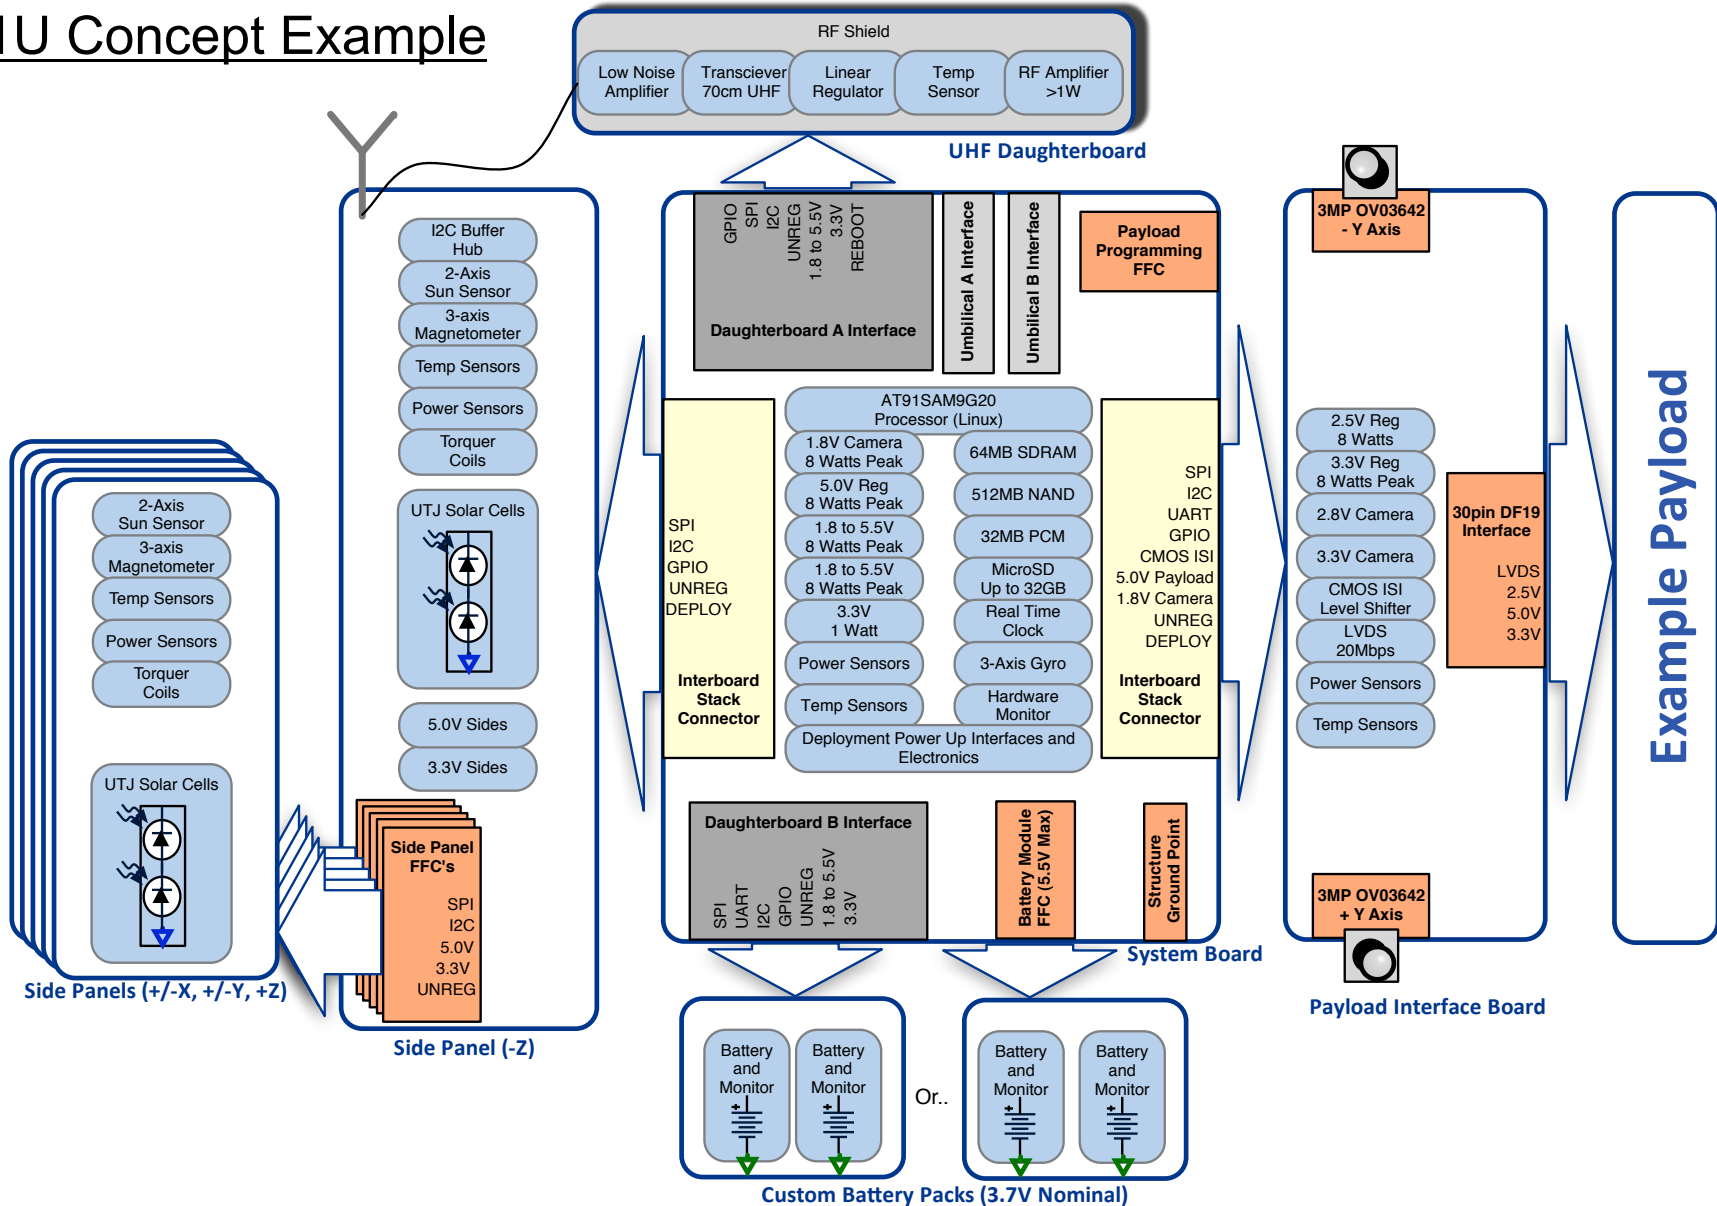 1U Concept Example
RF Shield
Low Noise
Amplifier
Transciever
70cm UHF
Linear
Regulator
Temp
Sensor
RF Amplifier
>1W
UHF Daughterboard
I2C Buffer
Hub
2-Axis
Sun Sensor
3-axis
Magnetometer
Temp Sensors
Power Sensors
Torquer
Coils
UTJ Solar Cells
5.0V Sides
3.3V Sides
Side Panel
FFC's
SPI
I2C
5.0V
3.3V
UNREG
Side Panel (-Z)
2-Axis
Sun Sensor
3-axis
Magnetometer
Temp Sensors
Power Sensors
Torquer
Coils
UTJ Solar Cells
Side Panels (+/-X, +/-Y, +Z)
GPIO
SPI
I2C
UNREG
1.8 to 5.5V
3.3V
REBOOT
Daughterboard A Interface
Umbilical A Interface
Umbilical B Interface
Payload
Programming
FFC
SPI
I2C
GPIO
UNREG
DEPLOY
Interboard
Stack
Connector
AT91SAM9G20
Processor (Linux)
1.8V Camera
8 Watts Peak
5.0V Reg
8 Watts Peak
1.8 to 5.5V
8 Watts Peak
1.8 to 5.5V
8 Watts Peak
3.3V
1 Watt
Power Sensors
Temp Sensors
64MB SDRAM
512MB NAND
32MB PCM
MicroSD
Up to 32GB
Real Time
Clock
3-Axis Gyro
Hardware
Monitor
Deployment Power Up Interfaces and
Electronics
SPI
I2C
UART
GPIO
CMOS ISI
5.0V Payload
1.8V Camera
UNREG
DEPLOY
Interboard
Stack
Connector
Daughterboard B Interface
SPI
UART
I2C
GPIO
UNREG
1.8 to 5.5V
3.3V
Battery Module
FFC (5.5V Max)
Structure
Ground Point
System Board
Battery
and
Monitor
+
Battery
and
Monitor
+
Or..
Battery
and
Monitor
+
Battery
and
Monitor
+
Custom Battery Packs (3.7V Nominal)
3MP OV03642
- Y Axis
2.5V Reg
8 Watts
3.3V Reg
8 Watts Peak
2.8V Camera
3.3V Camera
CMOS ISI
Level Shifter
LVDS
20Mbps
Power Sensors
Temp Sensors
30pin DF19
Interface
LVDS
2.5V
5.0V
3.3V
3MP OV03642
+ Y Axis
Payload Interface Board
Example Payload